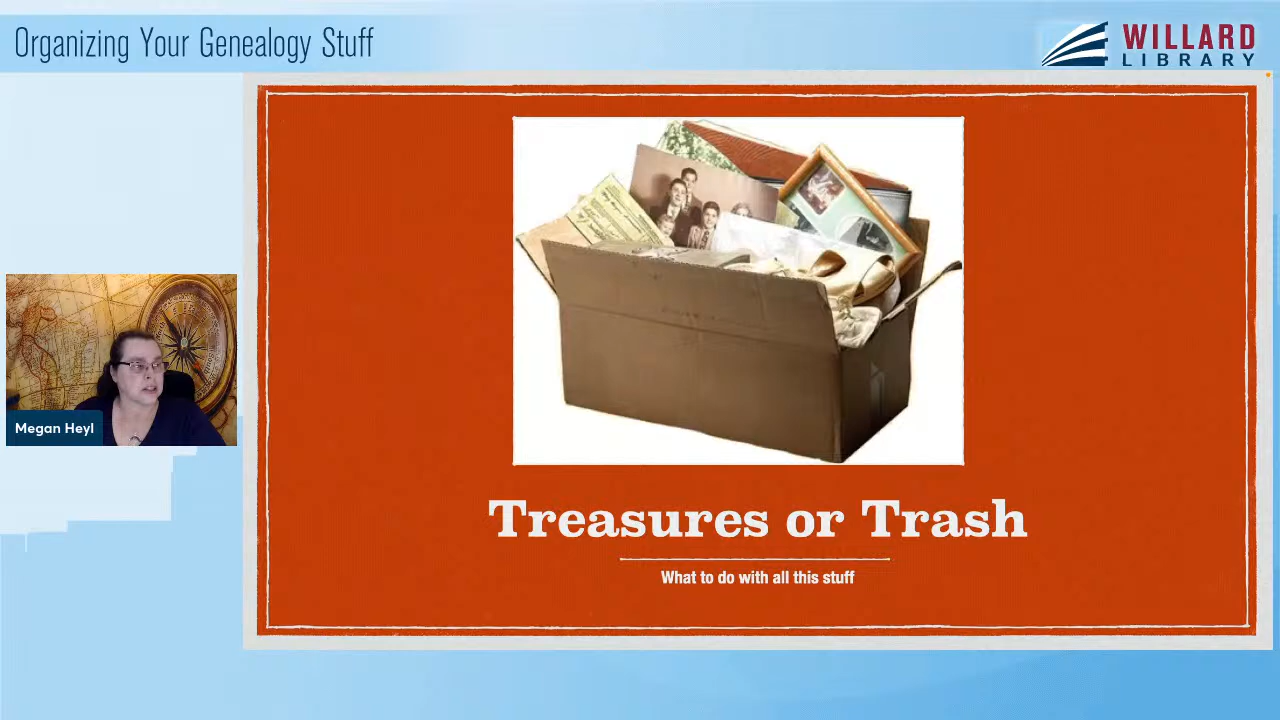 Organizing Your Genealogy Stuff
WILLARD
LIBRARY
Megan Heyl
Treasures or Trash
What to do with all this stuff